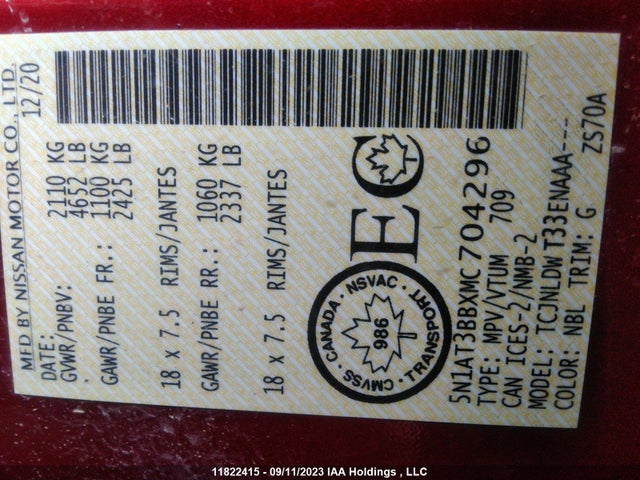 MFD BY NISSAN MOTOR CO., LTD.
DATE: 12/20
GVWR/PNBV: 2110 KG
4652 LB
GAWR/PNBE FR.: 1100 KG
2425 LB
18 x 7.5 RIMS/JANTES
GAWR/PNBE RR.: 1060 KG
2337 LB
18 x 7.5 RIMS/JANTES
CANADA · NSVAC · TRANSPORT · CMVSS ·
986
EC
T
5N1AT3BBXMC704296
TYPE: MPV/VTUM 709
CAN ICES-2/NMB-2
MODEL: TCJNLDWT33ENAAA---
COLOR: NBL TRIM: G ZS70A
11822415 - 09/11/2023 IAA Holdings , LLC